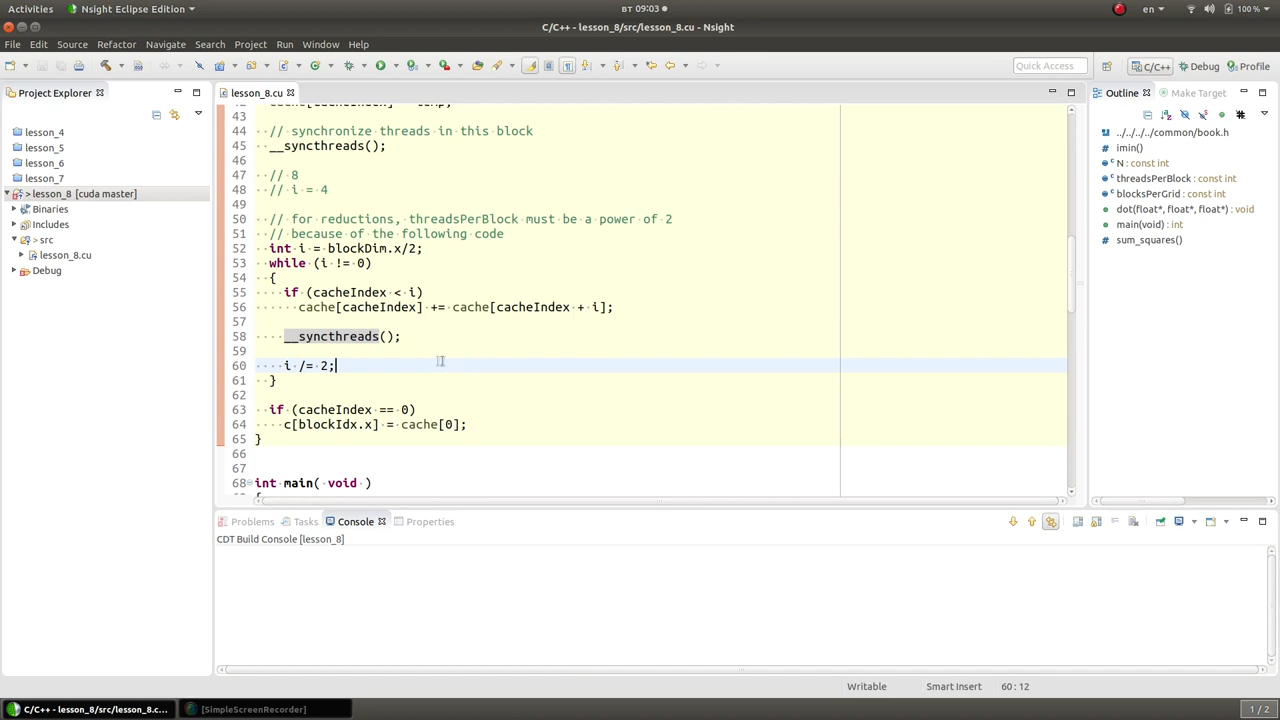 Activities Nsight Eclipse Edition BT 09:03 en 100 %
C/C++ - lesson_8/src/lesson_8.cu - Nsight
File Edit Source Refactor Navigate Search Project Run Window Help
Quick Access C/C++ Debug Profile
Project Explorer
lesson_4
lesson_5
lesson_6
lesson_7
> lesson_8 [cuda master]
Binaries
Includes
> src
lesson_8.cu
Debug
lesson_8.cu
43
44 // synchronize threads in this block
45 __syncthreads();
46
47 // 8
48 // i = 4
49
50 // for reductions, threadsPerBlock must be a power of 2
51 // because of the following code
52 int i = blockDim.x/2;
53 while (i != 0)
54 {
55 if (cacheIndex < i)
56 cache[cacheIndex] += cache[cacheIndex + i];
57
58 __syncthreads();
59
60 i /= 2;
61 }
62
63 if (cacheIndex == 0)
64 c[blockIdx.x] = cache[0];
65 }
66
67
68 int main( void )
Outline Make Target
../../../../common/book.h
imin()
N : const int
threadsPerBlock : const int
blocksPerGrid : const int
dot(float*, float*, float*) : void
main(void) : int
sum_squares()
Problems Tasks Console Properties
CDT Build Console [lesson_8]
Writable Smart Insert 60 : 12
C/C++ - lesson_8/src/lesson_8.c... [SimpleScreenRecorder] 1 / 2